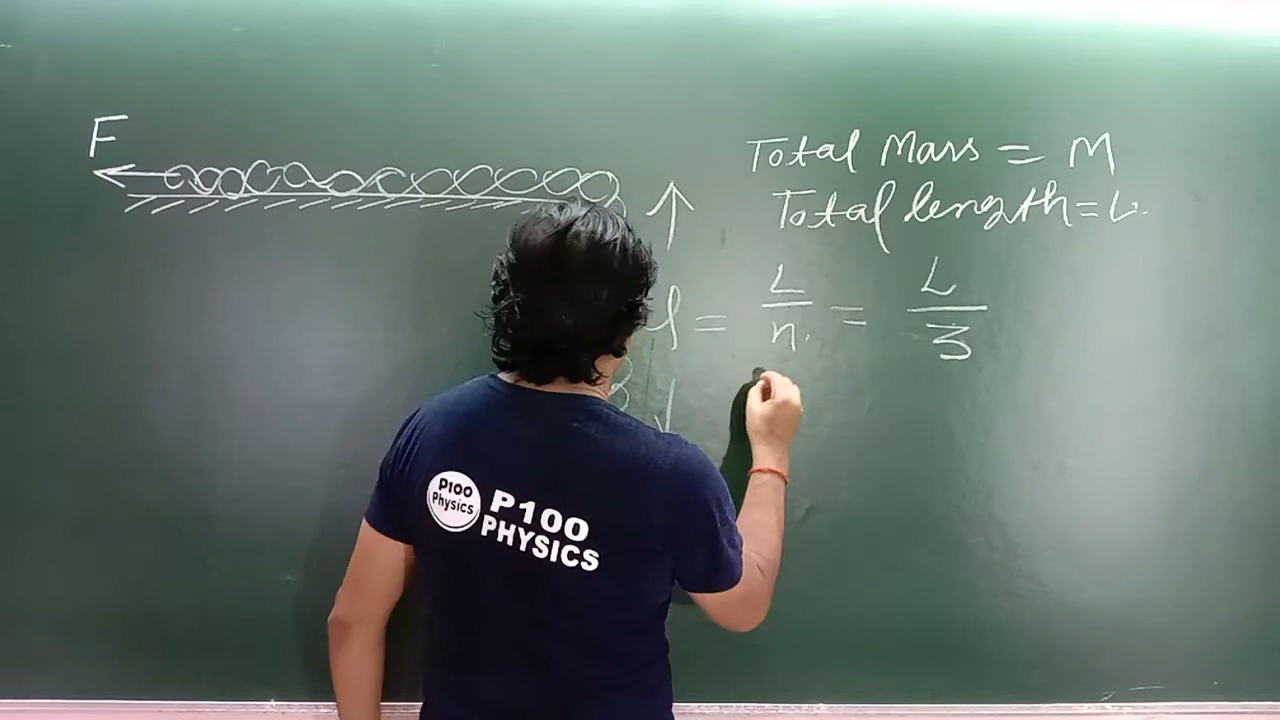 F
Total Mass = M
Total length = L.
l = L/n. = L/3
P100
Physics
P100
PHYSICS